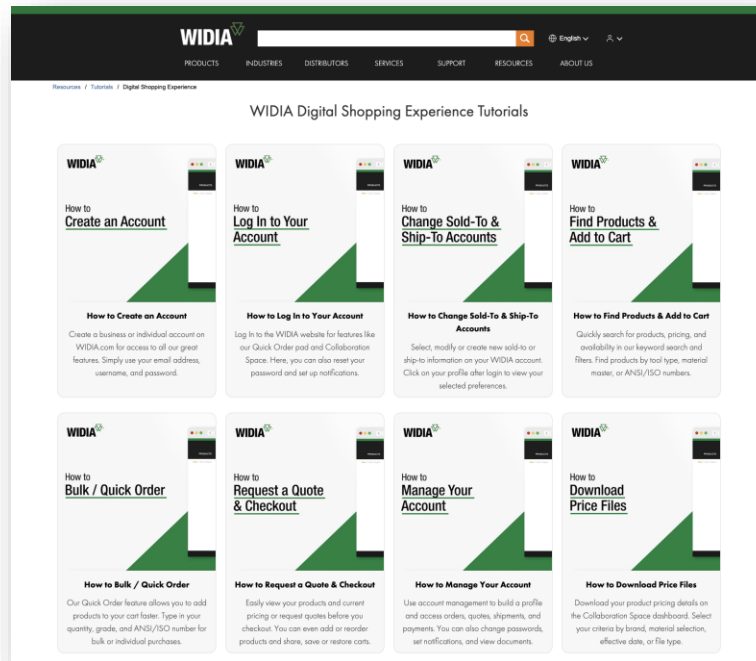 WIDIA
English
PRODUCTS INDUSTRIES DISTRIBUTORS SERVICES SUPPORT RESOURCES ABOUT US
Resources / Tutorials / Digital Shopping Experience
WIDIA Digital Shopping Experience Tutorials
WIDIA
How to
Create an Account
How to Create an Account
Create a business or individual account on
WIDIA.com for access to all our great
features. Simply use your email address,
username, and password.
WIDIA
How to
Log In to Your
Account
How to Log In to Your Account
Log In to the WIDIA website for features like
our Quick Order pad and Collaboration
Space. Here, you can also reset your
password and set up notifications.
WIDIA
How to
Change Sold-To &
Ship-To Accounts
How to Change Sold-To & Ship-To
Accounts
Select, modify or create new sold-to or
ship-to information on your WIDIA account.
Click on your profile after login to view your
selected preferences.
WIDIA
How to
Find Products &
Add to Cart
How to Find Products & Add to Cart
Quickly search for products, pricing, and
availability in our keyword search and
filters. Find products by tool type, material
master, or ANSI/ISO numbers.
WIDIA
How to
Bulk / Quick Order
How to Bulk / Quick Order
Our Quick Order feature allows you to add
products to your cart faster. Type in your
quantity, grade, and ANSI/ISO number for
bulk or individual purchases.
WIDIA
How to
Request a Quote
& Checkout
How to Request a Quote & Checkout
Easily view your products and current
pricing or request quotes before you
checkout. You can even add or reorder
products and share, save or restore carts.
WIDIA
How to
Manage Your
Account
How to Manage Your Account
Use account management to build a profile
and access orders, quotes, shipments, and
payments. You can also change passwords,
set notifications, and view documents.
WIDIA
How to
Download
Price Files
How to Download Price Files
Download your product pricing details on
the Collaboration Space dashboard. Select
your criteria by brand, material selection,
effective date, or file type.